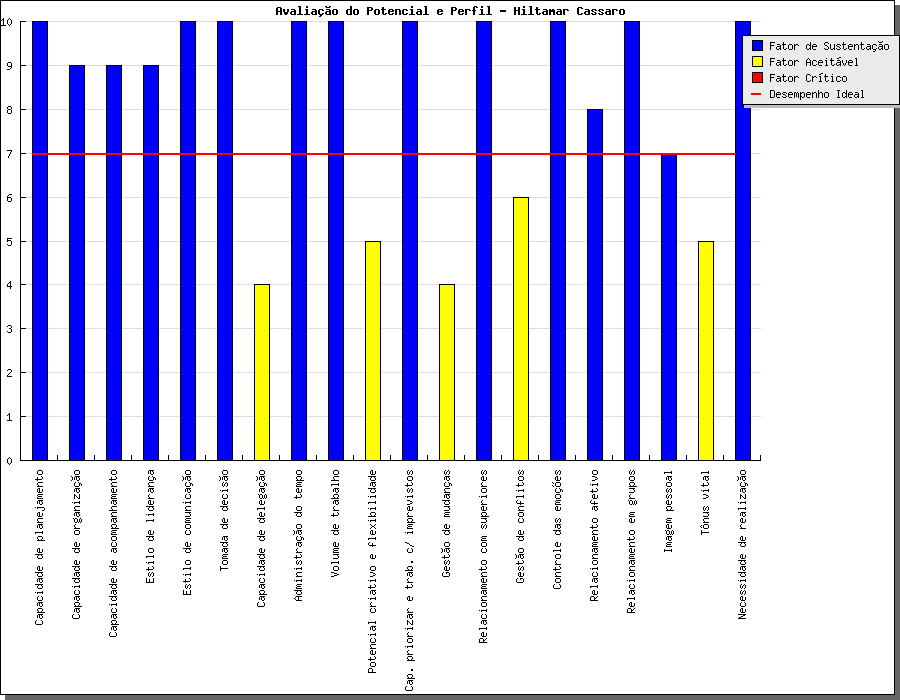 Avaliação do Potencial e Perfil - Hiltamar Cassaro
10
9
8
7
6
5
4
3
2
1
0
Fator de Sustentação
Fator Aceitável
Fator Crítico
Desempenho Ideal
Capacidade de planejamento
Capacidade de organização
Capacidade de acompanhamento
Estilo de liderança
Estilo de comunicação
Tomada de decisão
Capacidade de delegação
Administração do tempo
Volume de trabalho
Potencial criativo e flexibilidade
Cap. priorizar e trab. c/ imprevistos
Gestão de mudanças
Relacionamento com superiores
Gestão de conflitos
Controle das emoções
Relacionamento afetivo
Relacionamento em grupos
Imagem pessoal
Tônus vital
Necessidade de realização